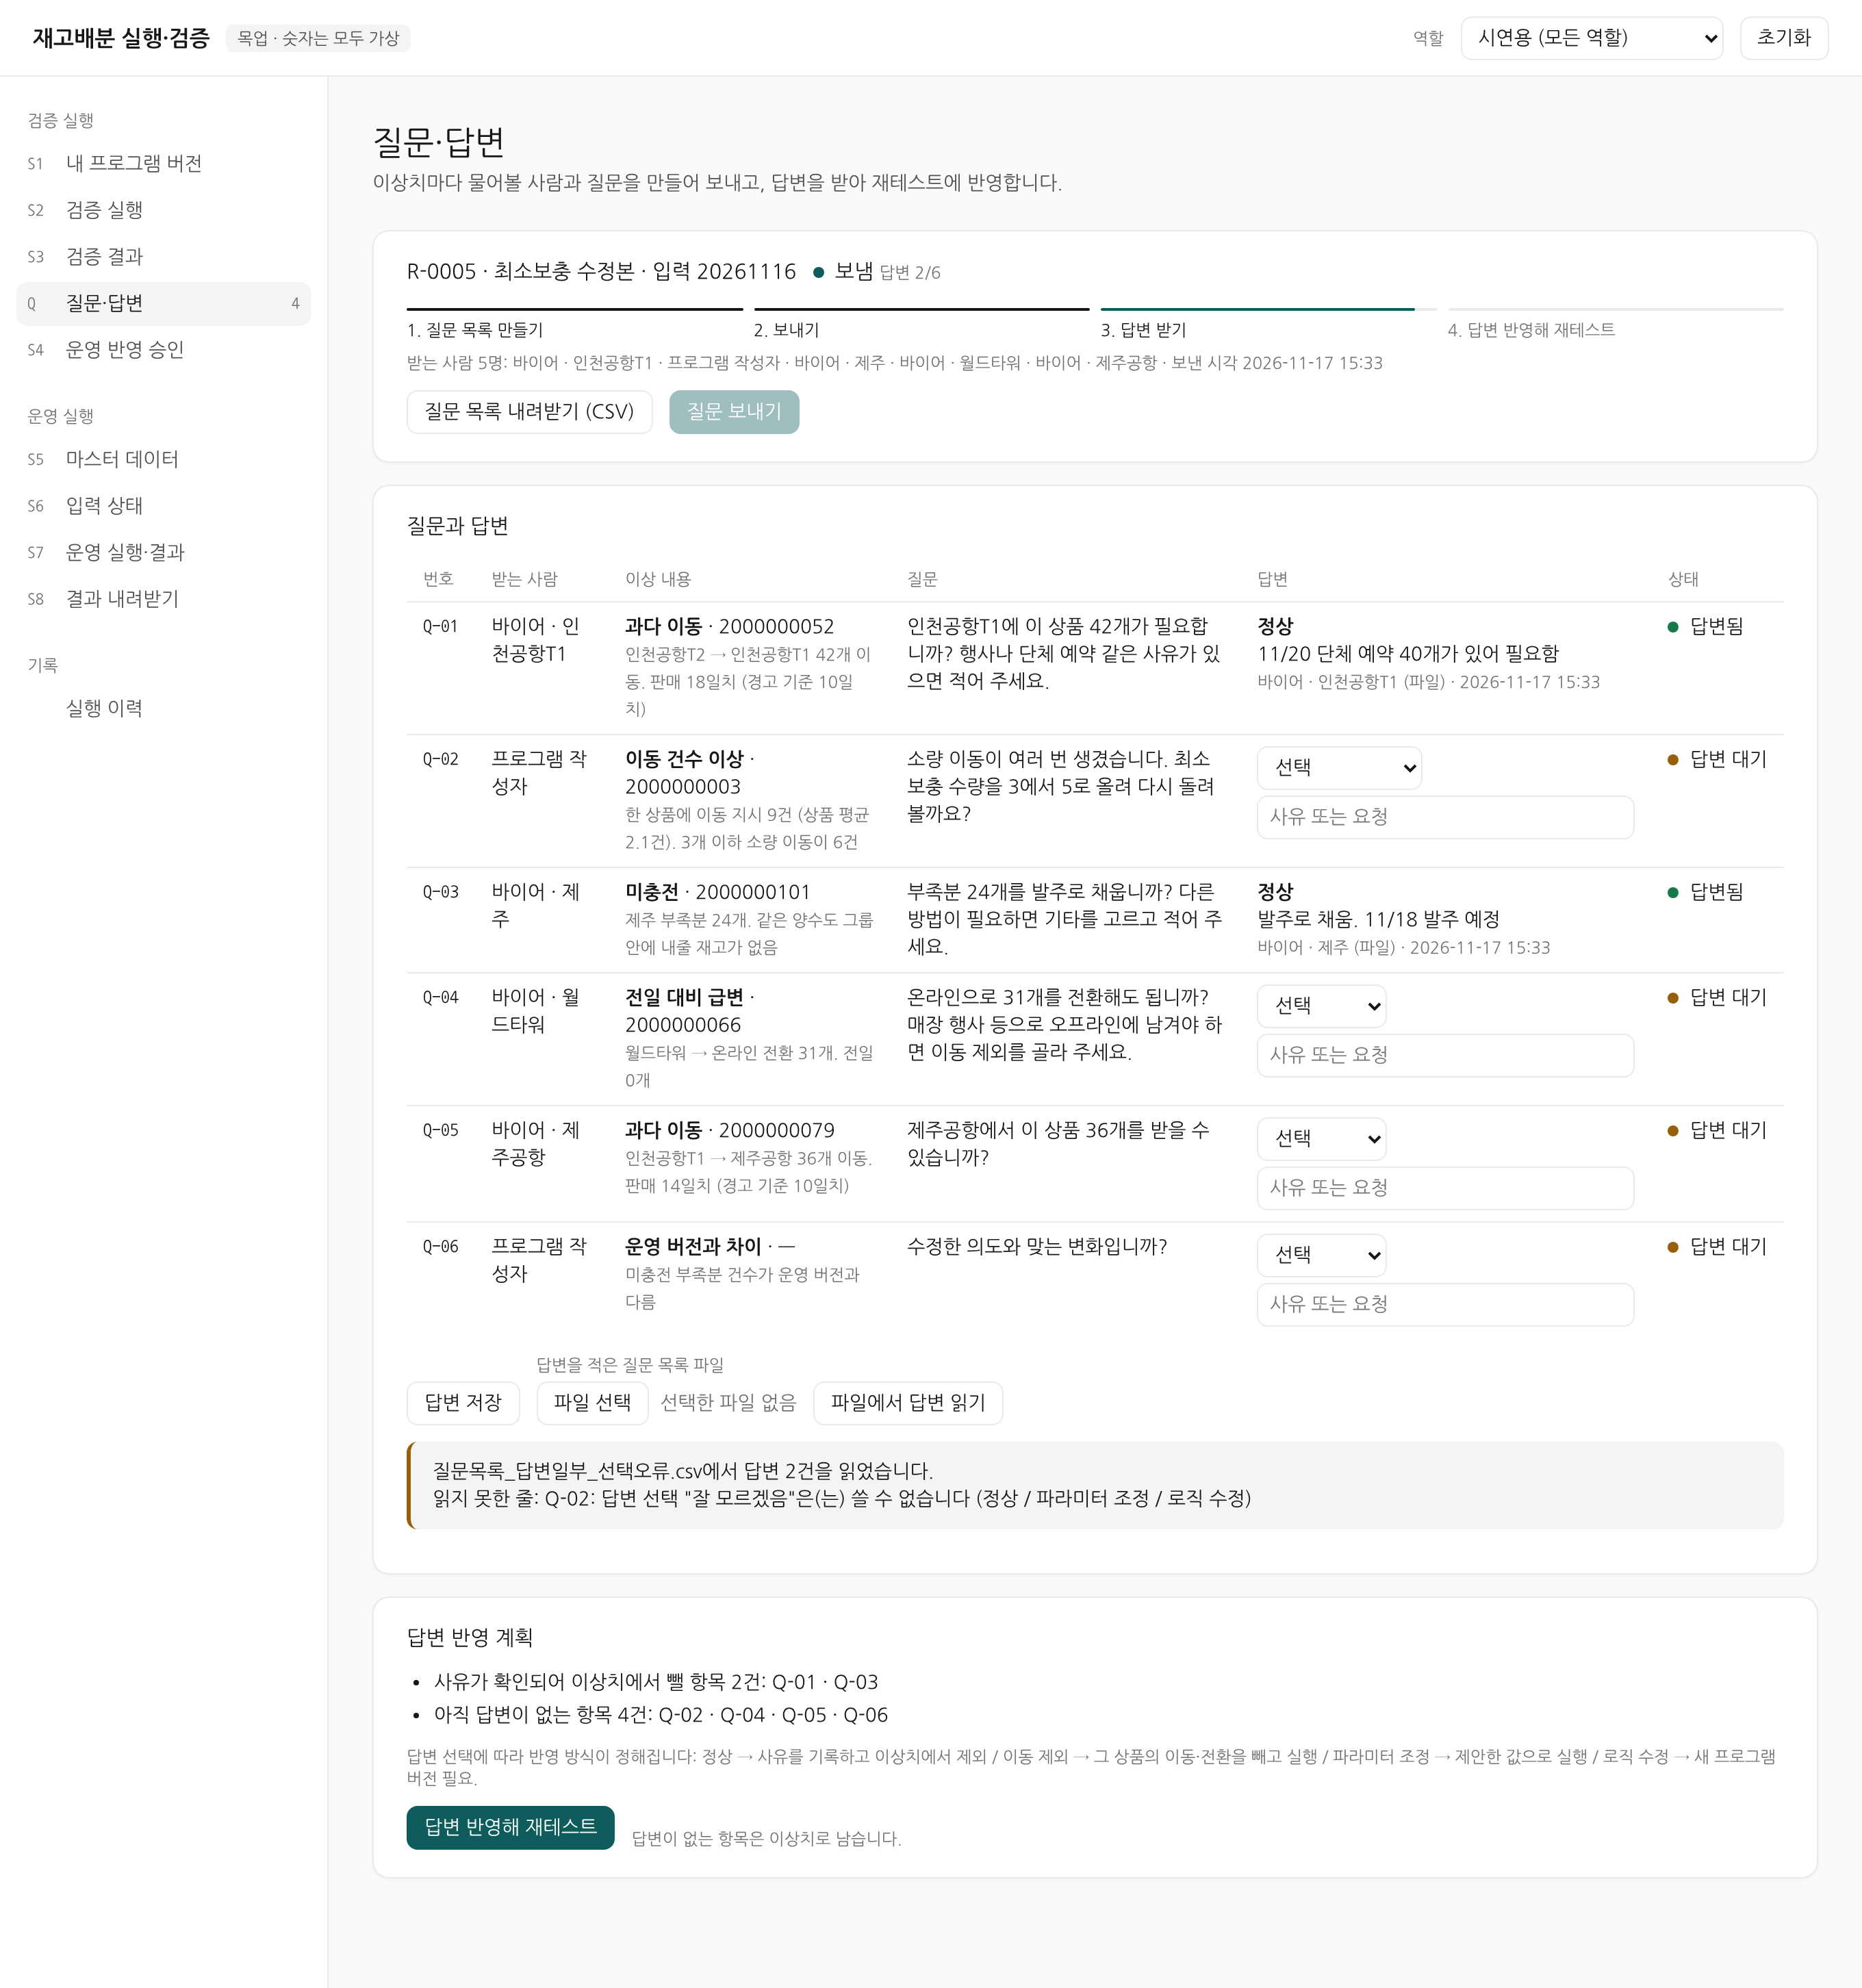 재고배분 실행·검증
목업 · 숫자는 모두 가상
역할
시연용 (모든 역할)
초기화
검증 실행
S1 내 프로그램 버전
S2 검증 실행
S3 검증 결과
Q 질문·답변 4
S4 운영 반영 승인
운영 실행
S5 마스터 데이터
S6 입력 상태
S7 운영 실행·결과
S8 결과 내려받기
기록
실행 이력
질문·답변
이상치마다 물어볼 사람과 질문을 만들어 보내고, 답변을 받아 재테스트에 반영합니다.
R-0005 · 최소보충 수정본 · 입력 20261116 보냄 답변 2/6
1. 질문 목록 만들기
2. 보내기
3. 답변 받기
4. 답변 반영해 재테스트
받는 사람 5명: 바이어 · 인천공항T1 · 프로그램 작성자 · 바이어 · 제주 · 바이어 · 월드타워 · 바이어 · 제주공항 · 보낸 시각 2026-11-17 15:33
질문 목록 내려받기 (CSV)
질문 보내기
질문과 답변
번호 받는 사람 이상 내용 질문 답변 상태
Q-01
바이어 · 인
천공항T1
과다 이동 · 2000000052
인천공항T2 → 인천공항T1 42개 이
동. 판매 18일치 (경고 기준 10일
치)
인천공항T1에 이 상품 42개가 필요합
니까? 행사나 단체 예약 같은 사유가 있
으면 적어 주세요.
정상
11/20 단체 예약 40개가 있어 필요함
바이어 · 인천공항T1 (파일) · 2026-11-17 15:33
답변됨
Q-02
프로그램 작
성자
이동 건수 이상 ·
2000000003
한 상품에 이동 지시 9건 (상품 평균
2.1건). 3개 이하 소량 이동이 6건
소량 이동이 여러 번 생겼습니다. 최소
보충 수량을 3에서 5로 올려 다시 돌려
볼까요?
선택
사유 또는 요청
답변 대기
Q-03
바이어 · 제
주
미충전 · 2000000101
제주 부족분 24개. 같은 양수도 그룹
안에 내줄 재고가 없음
부족분 24개를 발주로 채웁니까? 다른
방법이 필요하면 기타를 고르고 적어 주
세요.
정상
발주로 채움. 11/18 발주 예정
바이어 · 제주 (파일) · 2026-11-17 15:33
답변됨
Q-04
바이어 · 월
드타워
전일 대비 급변 ·
2000000066
월드타워 → 온라인 전환 31개. 전일
0개
온라인으로 31개를 전환해도 됩니까?
매장 행사 등으로 오프라인에 남겨야 하
면 이동 제외를 골라 주세요.
선택
사유 또는 요청
답변 대기
Q-05
바이어 · 제
주공항
과다 이동 · 2000000079
인천공항T1 → 제주공항 36개 이동.
판매 14일치 (경고 기준 10일치)
제주공항에서 이 상품 36개를 받을 수
있습니까?
선택
사유 또는 요청
답변 대기
Q-06
프로그램 작
성자
운영 버전과 차이 · —
미충전 부족분 건수가 운영 버전과
다름
수정한 의도와 맞는 변화입니까?
선택
사유 또는 요청
답변 대기
답변을 적은 질문 목록 파일
답변 저장
파일 선택 선택한 파일 없음
파일에서 답변 읽기
질문목록_답변일부_선택오류.csv에서 답변 2건을 읽었습니다.
읽지 못한 줄: Q-02: 답변 선택 "잘 모르겠음"은(는) 쓸 수 없습니다 (정상 / 파라미터 조정 / 로직 수정)
답변 반영 계획
• 사유가 확인되어 이상치에서 뺄 항목 2건: Q-01 · Q-03
• 아직 답변이 없는 항목 4건: Q-02 · Q-04 · Q-05 · Q-06
답변 선택에 따라 반영 방식이 정해집니다: 정상 → 사유를 기록하고 이상치에서 제외 / 이동 제외 → 그 상품의 이동·전환을 빼고 실행 / 파라미터 조정 → 제안한 값으로 실행 / 로직 수정 → 새 프로그램
버전 필요.
답변 반영해 재테스트
답변이 없는 항목은 이상치로 남습니다.